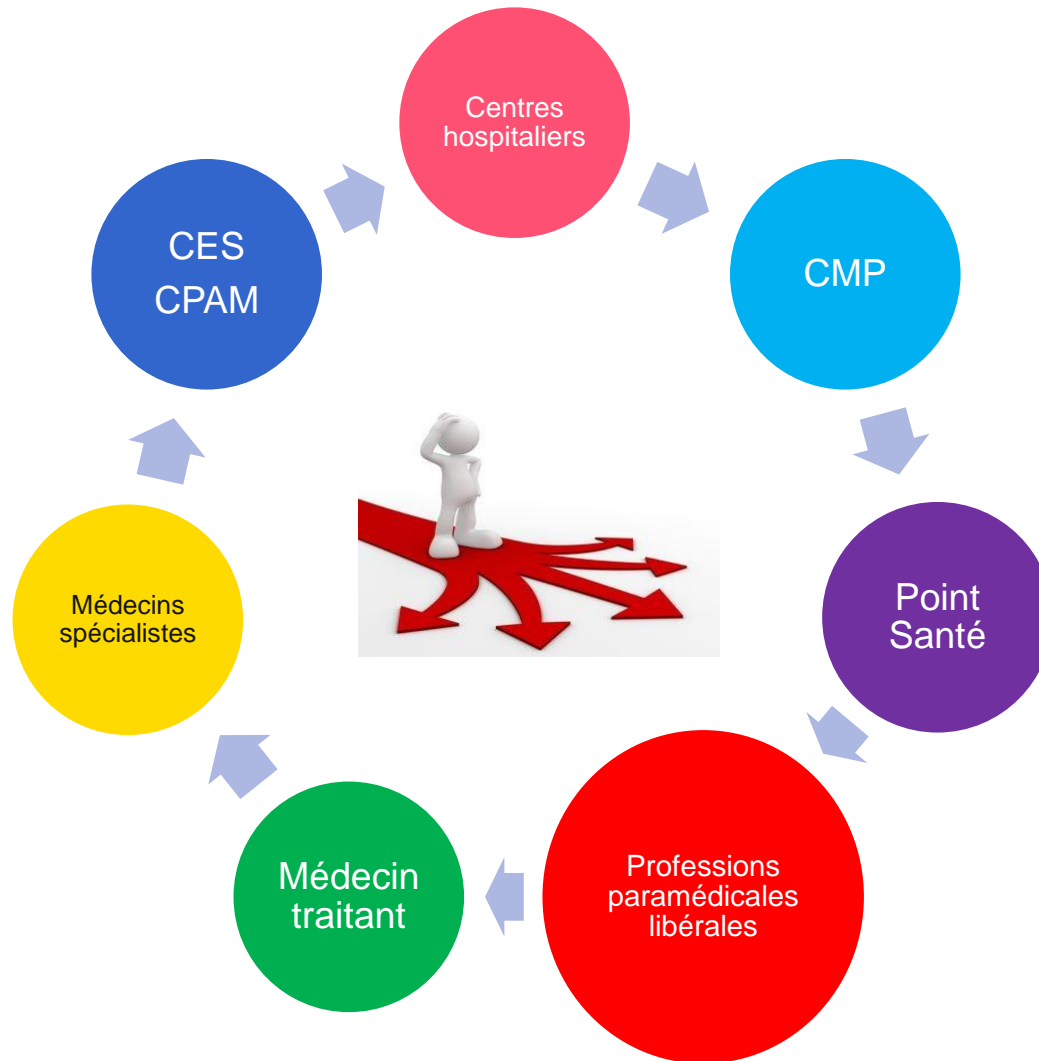 Centres
hospitaliers
CMP
Point
Santé
Professions
paramédicales
libérales
Médecin
traitant
Médecins
spécialistes
CES
CPAM